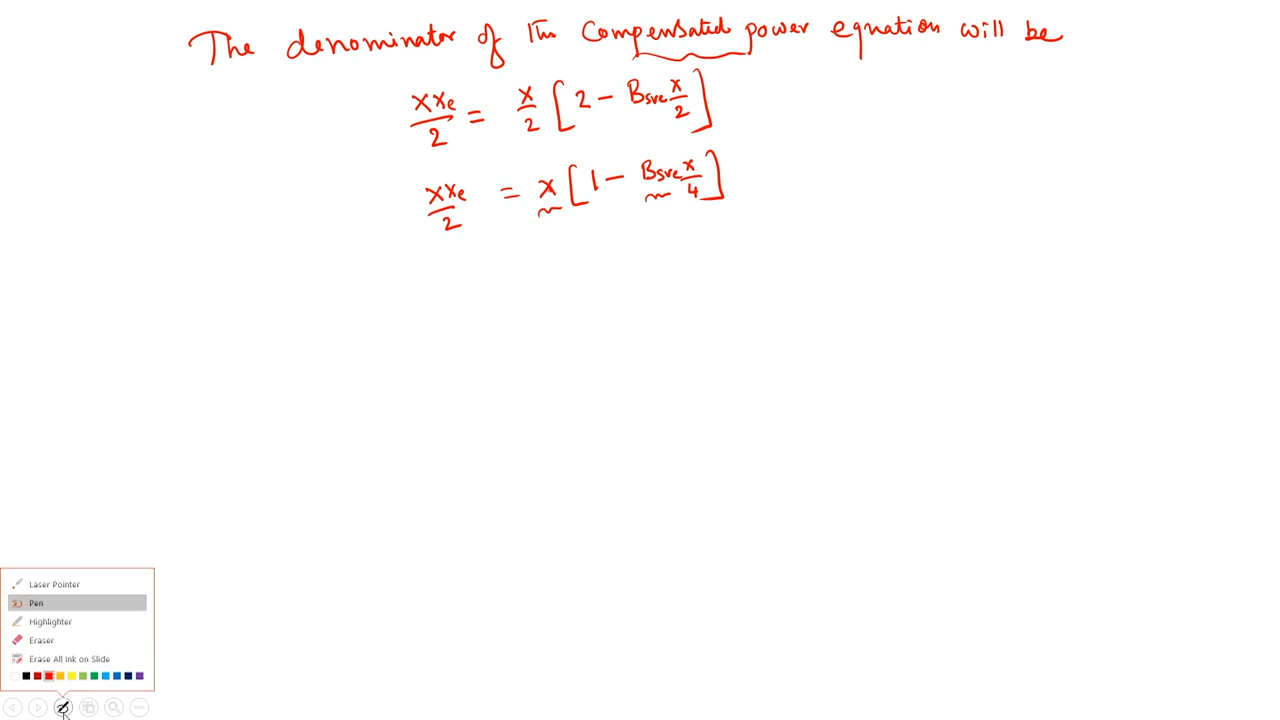 The denominator of the compensated power equation will be
XXe/2 = X/2 [2 - Bsvc X/2]
XXe/2 = X [1 - Bsvc X/4]
Laser Pointer
Pen
Highlighter
Eraser
Erase All Ink on Slide